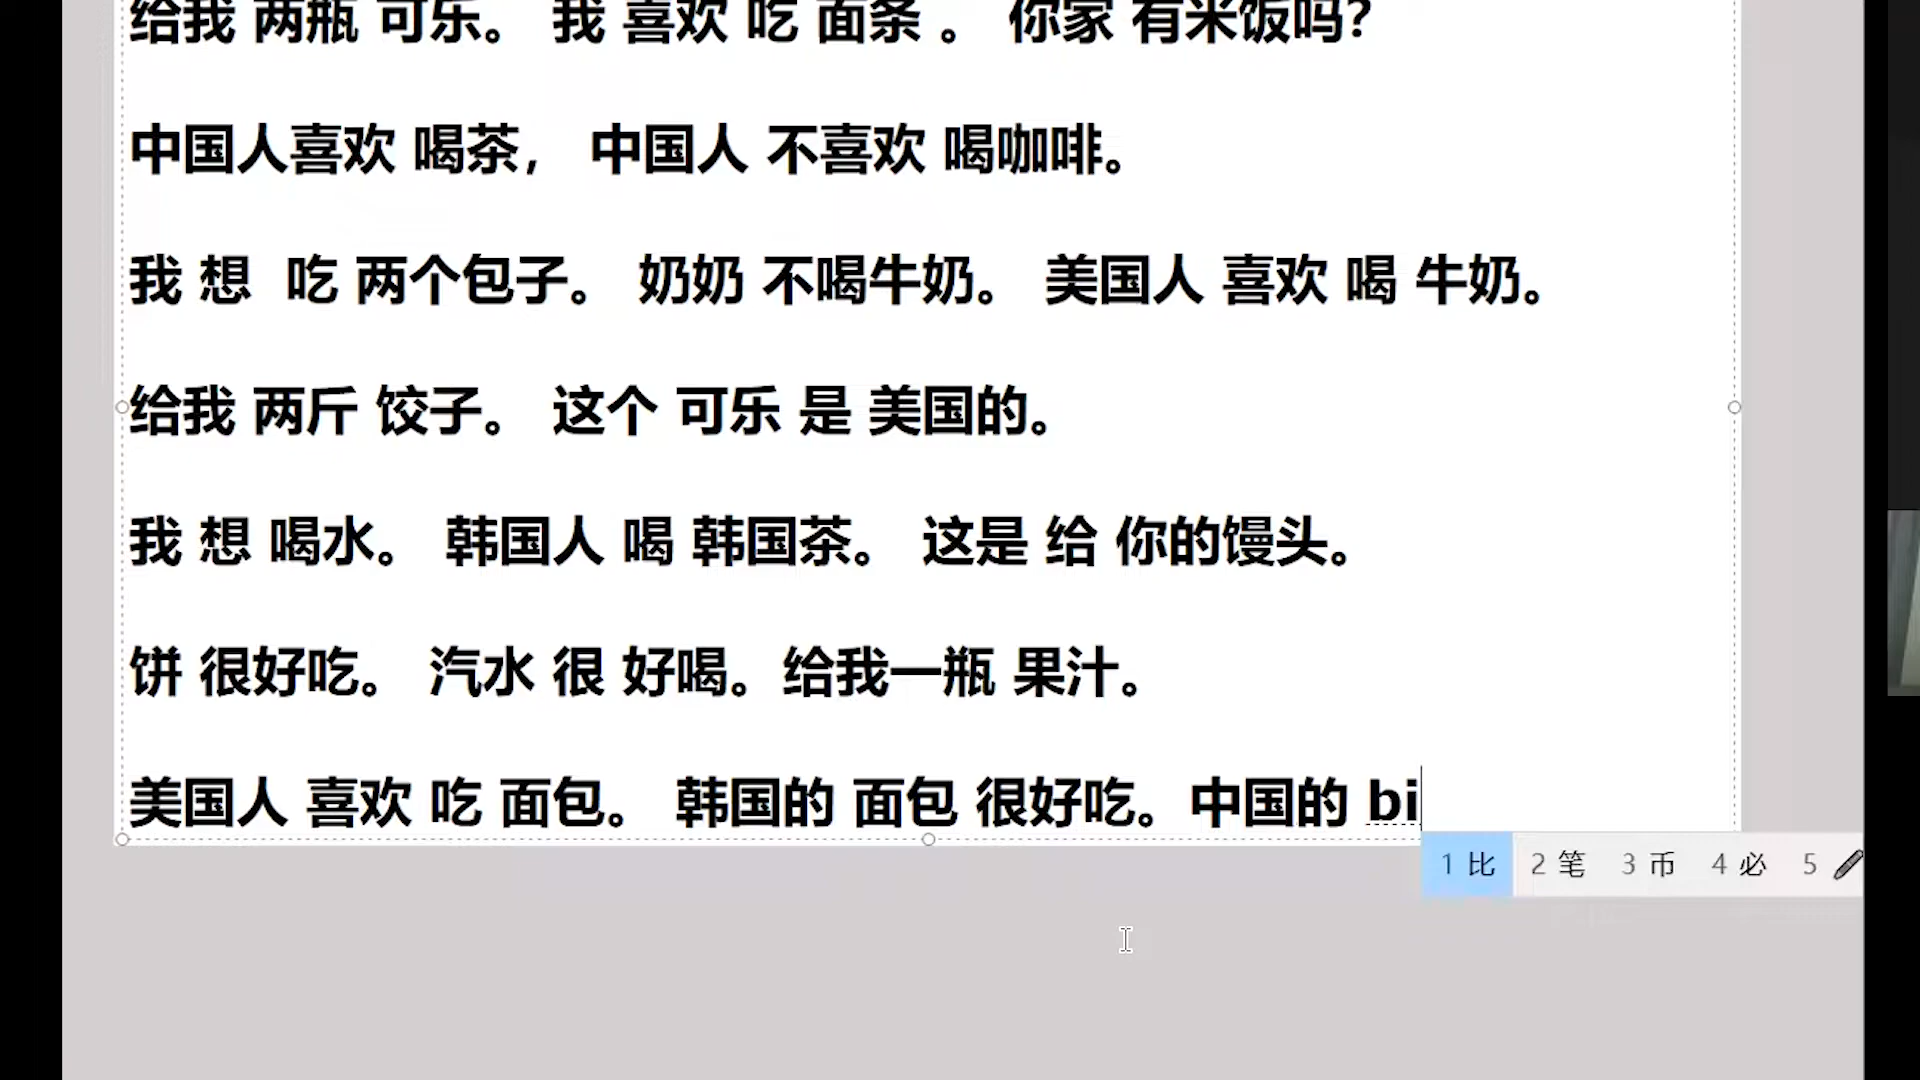 给我 两瓶 可乐。 我 喜欢 吃 面条 。 你家 有米饭吗？
中国人喜欢 喝茶， 中国人 不喜欢 喝咖啡。
我 想 吃 两个包子。 奶奶 不喝牛奶。 美国人 喜欢 喝 牛奶。
给我 两斤 饺子。 这个 可乐 是 美国的。
我 想 喝水。 韩国人 喝 韩国茶。 这是 给 你的馒头。
饼 很好吃。 汽水 很 好喝。给我一瓶 果汁。
美国人 喜欢 吃 面包。 韩国的 面包 很好吃。中国的 bi
1 比 2 笔 3 币 4 必 5